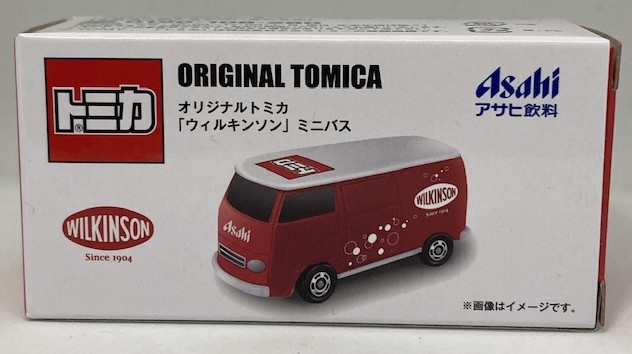 トミカ
®
ORIGINAL TOMICA
オリジナルトミカ
「ウィルキンソン」ミニバス
Asahi
アサヒ飲料
WILKINSON
Since 1904
トミカ
Asahi
WILKINSON
Since 1904
※画像はイメージです。